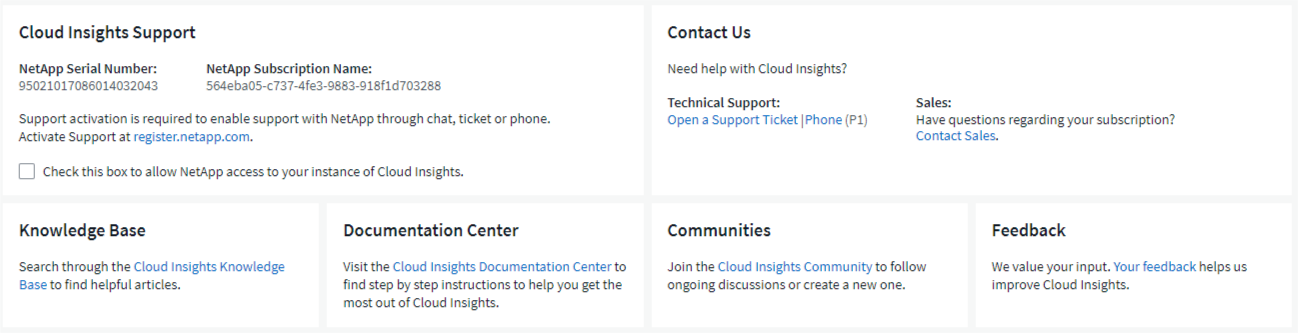 Cloud Insights Support
NetApp Serial Number:
95021017086014032043
NetApp Subscription Name:
564eba05-c737-4fe3-9883-918f1d703288
Support activation is required to enable support with NetApp through chat, ticket or phone.
Activate Support at register.netapp.com.
Check this box to allow NetApp access to your instance of Cloud Insights.
Contact Us
Need help with Cloud Insights?
Technical Support:
Open a Support Ticket |Phone (P1)
Sales:
Have questions regarding your subscription?
Contact Sales.
Knowledge Base
Search through the Cloud Insights Knowledge
Base to find helpful articles.
Documentation Center
Visit the Cloud Insights Documentation Center to
find step by step instructions to help you get the
most out of Cloud Insights.
Communities
Join the Cloud Insights Community to follow
ongoing discussions or create a new one.
Feedback
We value your input. Your feedback helps us
improve Cloud Insights.